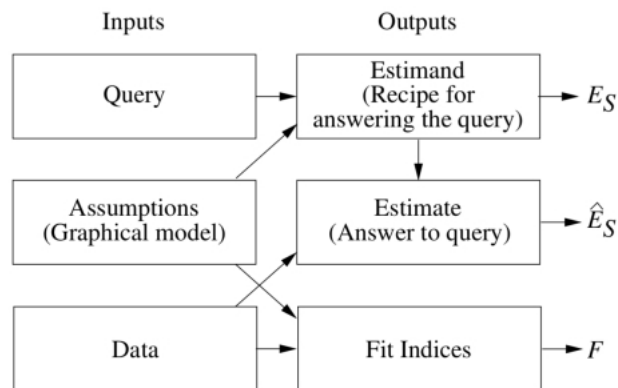 Inputs
Outputs
Query
Estimand
(Recipe for
answering the query)
E_S
Assumptions
(Graphical model)
Estimate
(Answer to query)
Ê_S
Data
Fit Indices
F